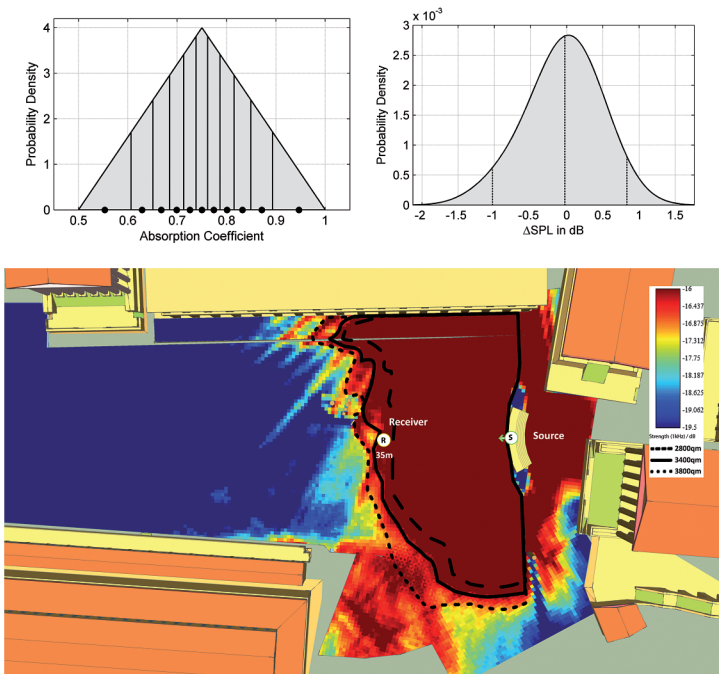 4
3
2
1
0
0.5
0.6
0.7
0.8
0.9
1
Probability Density
Absorption Coefficient
x 10⁻³
3
2.5
2
1.5
1
0.5
0
-2
-1.5
-1
-0.5
0
0.5
1
1.5
Probability Density
ΔSPL in dB
Receiver
R
35m
S
Source
-16
-16.437
-16.875
-17.312
-17.75
-18.187
-18.625
-19.062
-19.5
Strength (1kHz) / dB
2800qm
3400qm
3800qm